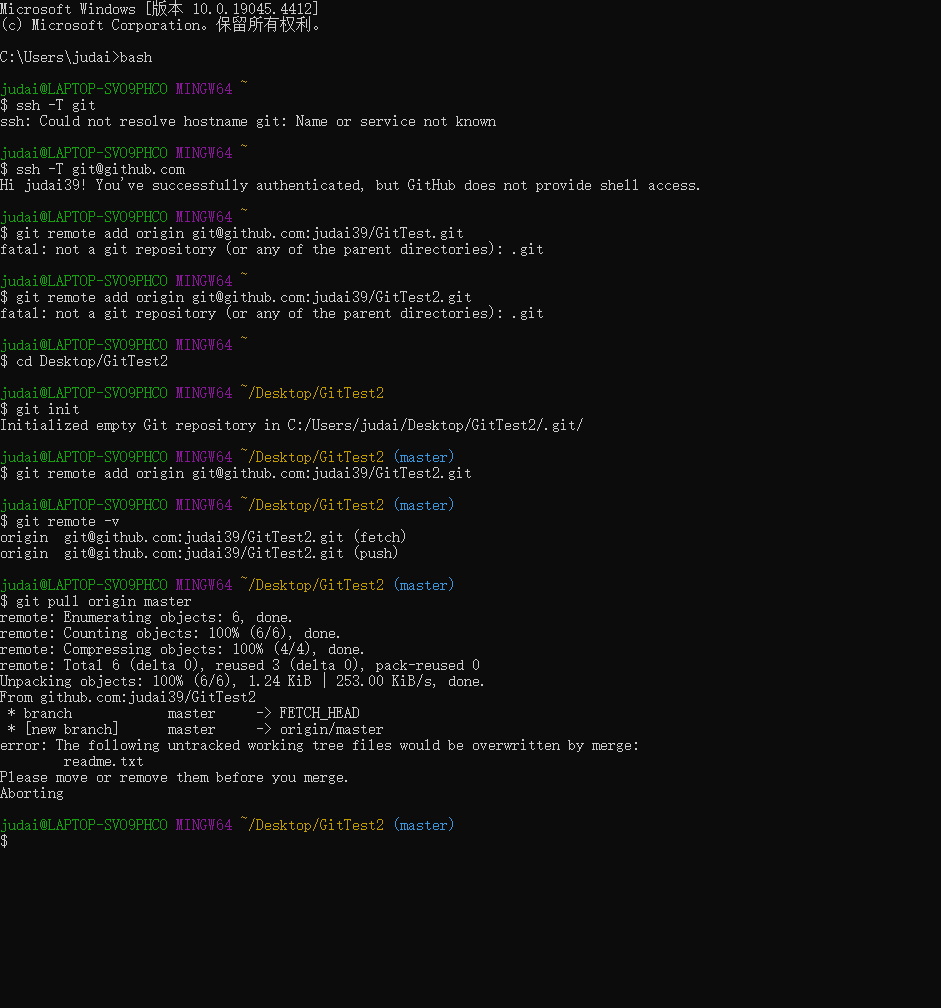 Microsoft Windows [版本 10.0.19045.4412]
(c) Microsoft Corporation。保留所有权利。
C:\Users\judai>bash
judai@LAPTOP-SVO9PHCO MINGW64 ~
$ ssh -T git
ssh: Could not resolve hostname git: Name or service not known
judai@LAPTOP-SVO9PHCO MINGW64 ~
$ ssh -T git@github.com
Hi judai39! You've successfully authenticated, but GitHub does not provide shell access.
judai@LAPTOP-SVO9PHCO MINGW64 ~
$ git remote add origin git@github.com:judai39/GitTest.git
fatal: not a git repository (or any of the parent directories): .git
judai@LAPTOP-SVO9PHCO MINGW64 ~
$ git remote add origin git@github.com:judai39/GitTest2.git
fatal: not a git repository (or any of the parent directories): .git
judai@LAPTOP-SVO9PHCO MINGW64 ~
$ cd Desktop/GitTest2
judai@LAPTOP-SVO9PHCO MINGW64 ~/Desktop/GitTest2
$ git init
Initialized empty Git repository in C:/Users/judai/Desktop/GitTest2/.git/
judai@LAPTOP-SVO9PHCO MINGW64 ~/Desktop/GitTest2 (master)
$ git remote add origin git@github.com:judai39/GitTest2.git
judai@LAPTOP-SVO9PHCO MINGW64 ~/Desktop/GitTest2 (master)
$ git remote -v
origin  git@github.com:judai39/GitTest2.git (fetch)
origin  git@github.com:judai39/GitTest2.git (push)
judai@LAPTOP-SVO9PHCO MINGW64 ~/Desktop/GitTest2 (master)
$ git pull origin master
remote: Enumerating objects: 6, done.
remote: Counting objects: 100% (6/6), done.
remote: Compressing objects: 100% (4/4), done.
remote: Total 6 (delta 0), reused 3 (delta 0), pack-reused 0
Unpacking objects: 100% (6/6), 1.24 KiB | 253.00 KiB/s, done.
From github.com:judai39/GitTest2
 * branch            master     -> FETCH_HEAD
 * [new branch]      master     -> origin/master
error: The following untracked working tree files would be overwritten by merge:
        readme.txt
Please move or remove them before you merge.
Aborting
judai@LAPTOP-SVO9PHCO MINGW64 ~/Desktop/GitTest2 (master)
$